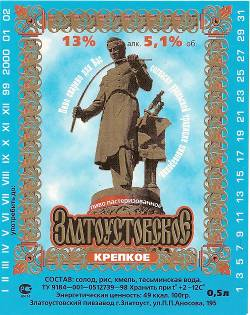 13% алк. 5,1% об.
пиво пастеризованное
ЗЛАТОУСТОВСКОЕ
КРЕПКОЕ
0,5л
СОСТАВ: солод, рис, хмель, тесьминская вода.
ТУ 9184-001-0512739-98 Хранить при t° +2-12С°
Энергетическая ценность: 49 ккал. 100гр.
Златоустовский пивзавод г.Златоуст, ул.П.П.Аносова, 195
I II III IV V VI VII VIII IX X XI XII 99 2000 01 02
1 3 5 7 9 11 13 15 17 19 21 23 25 27 29 31